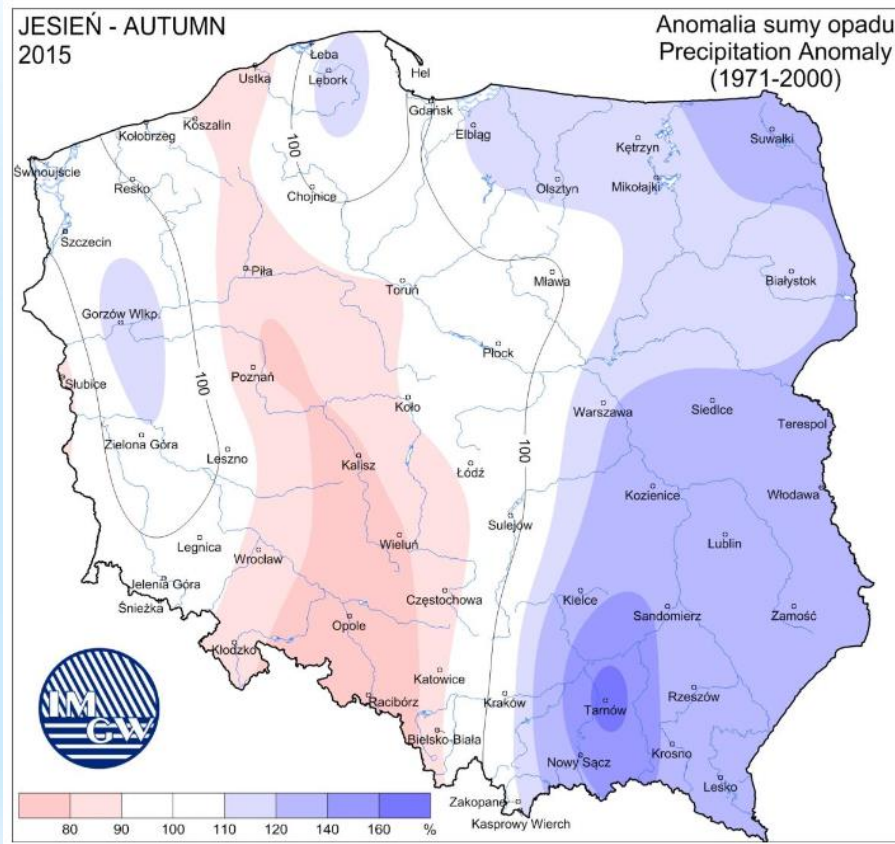 JESIEŃ - AUTUMN
2015
Anomalia sumy opadu
Precipitation Anomaly
(1971-2000)
Łeba
Hel
Ustka
Lębork
Gdańsk
Koszalin
Kołobrzeg
Elbląg
Suwałki
100
Kętrzyn
Świnoujście
Resko
Chojnice
Olsztyn
Mikołajki
Szczecin
Piła
Toruń
Mława
Białystok
Gorzów Wlkp.
Płock
Słubice
100
Poznań
Koło
Warszawa
Siedlce
Terespol
Zielona Góra
Leszno
Kalisz
Łódź
100
Kozienice
Włodawa
Sulejów
Legnica
Wrocław
Wieluń
Lublin
Jelenia Góra
Śnieżka
Częstochowa
Kielce
Sandomierz
Zamość
Opole
Kłodzko
Katowice
Racibórz
Kraków
Tarnów
Rzeszów
IM
GW
Bielsko-Biała
Nowy Sącz
Krosno
Lesko
Zakopane
Kasprowy Wierch
80 90 100 110 120 140 160 %